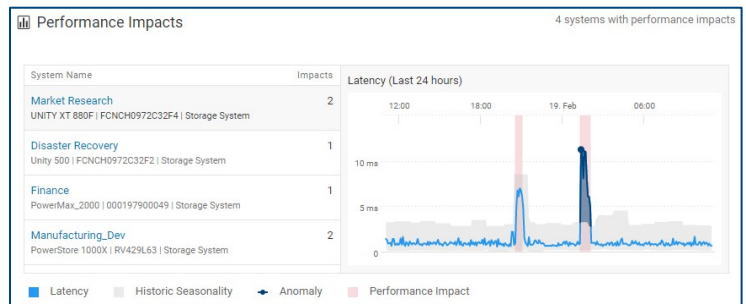 Performance Impacts
4 systems with performance impacts
System Name Impacts
Market Research 2
UNITY XT 880F | FCNCH0972C32F4 | Storage System
Disaster Recovery 1
Unity 500 | FCNCH0972C32F2 | Storage System
Finance 1
PowerMax_2000 | 000197900049 | Storage System
Manufacturing_Dev 2
PowerStore 1000X | RV429L63 | Storage System
Latency (Last 24 hours)
12:00 18:00 19. Feb 06:00
10 ms
5 ms
0
Latency Historic Seasonality Anomaly Performance Impact